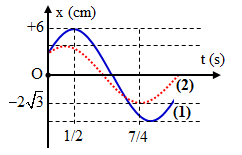 x (cm)
+6
t (s)
O
(2)
−2√3
(1)
1/2
7/4